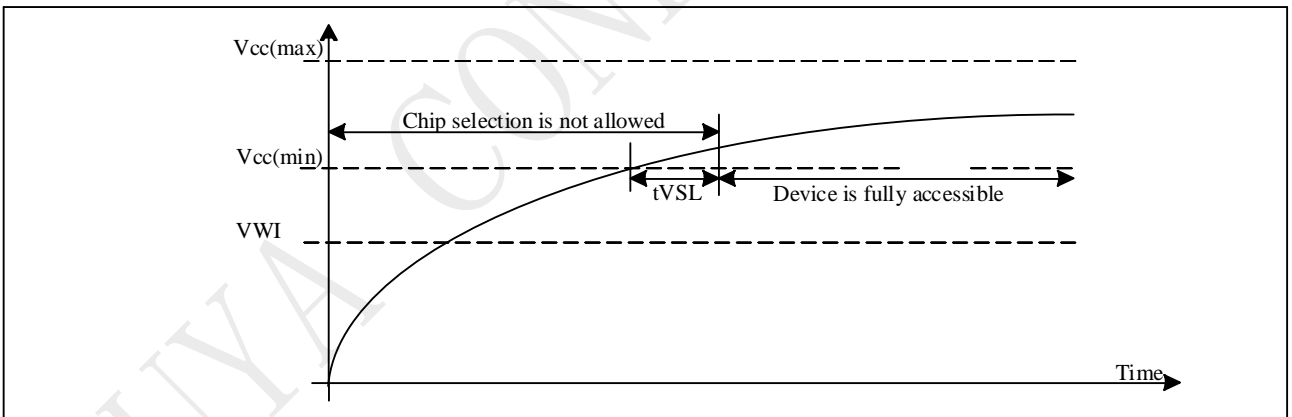 Vcc(max)
Chip selection is not allowed
Vcc(min)
tVSL
Device is fully accessible
VWI
Time